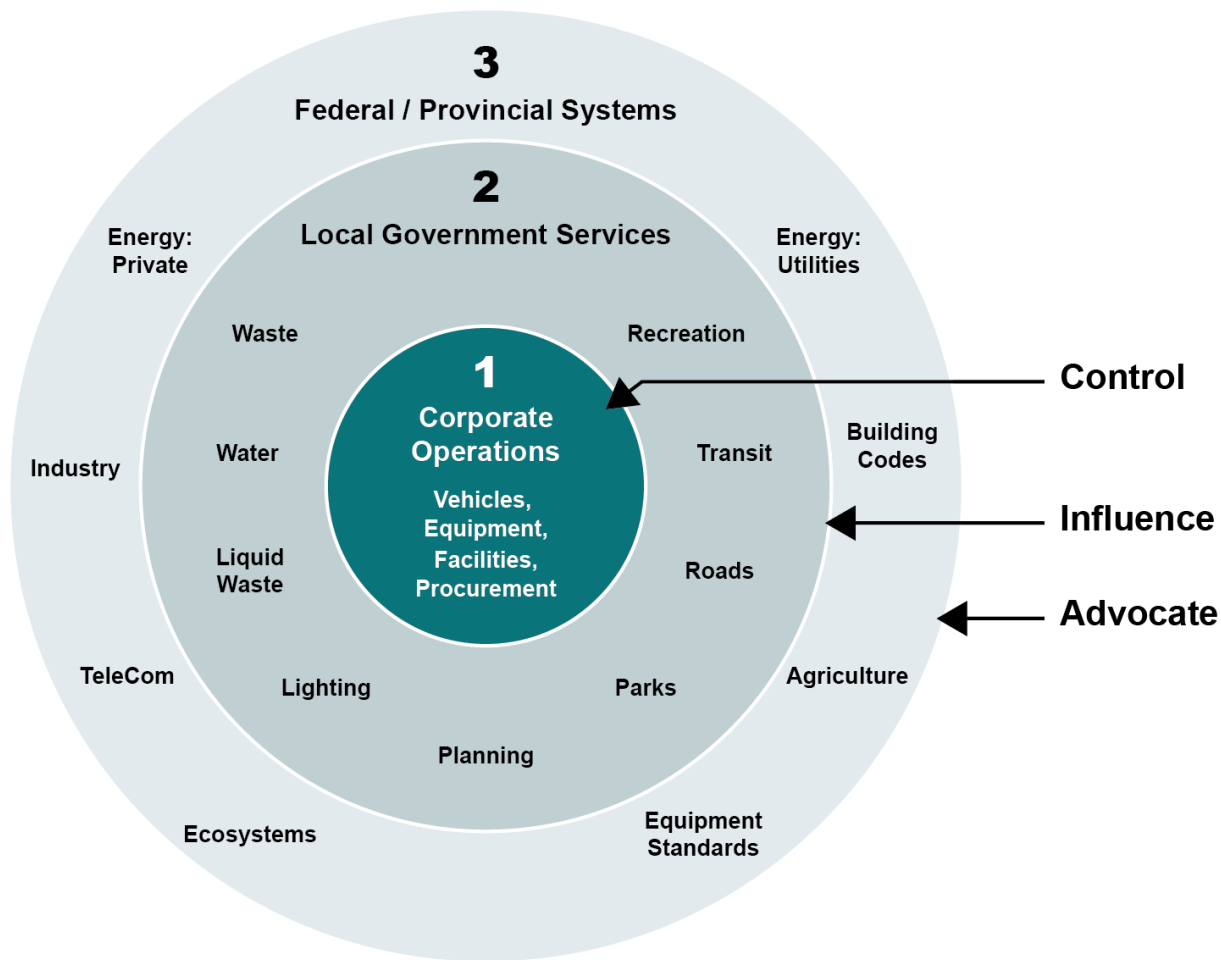 3
Federal / Provincial Systems
2
Local Government Services
Energy:
Private
Energy:
Utilities
Waste
Recreation
1
Corporate
Operations
Vehicles,
Equipment,
Facilities,
Procurement
Control
Industry
Water
Transit
Building
Codes
Influence
Liquid
Waste
Roads
Advocate
TeleCom
Lighting
Parks
Agriculture
Planning
Ecosystems
Equipment
Standards